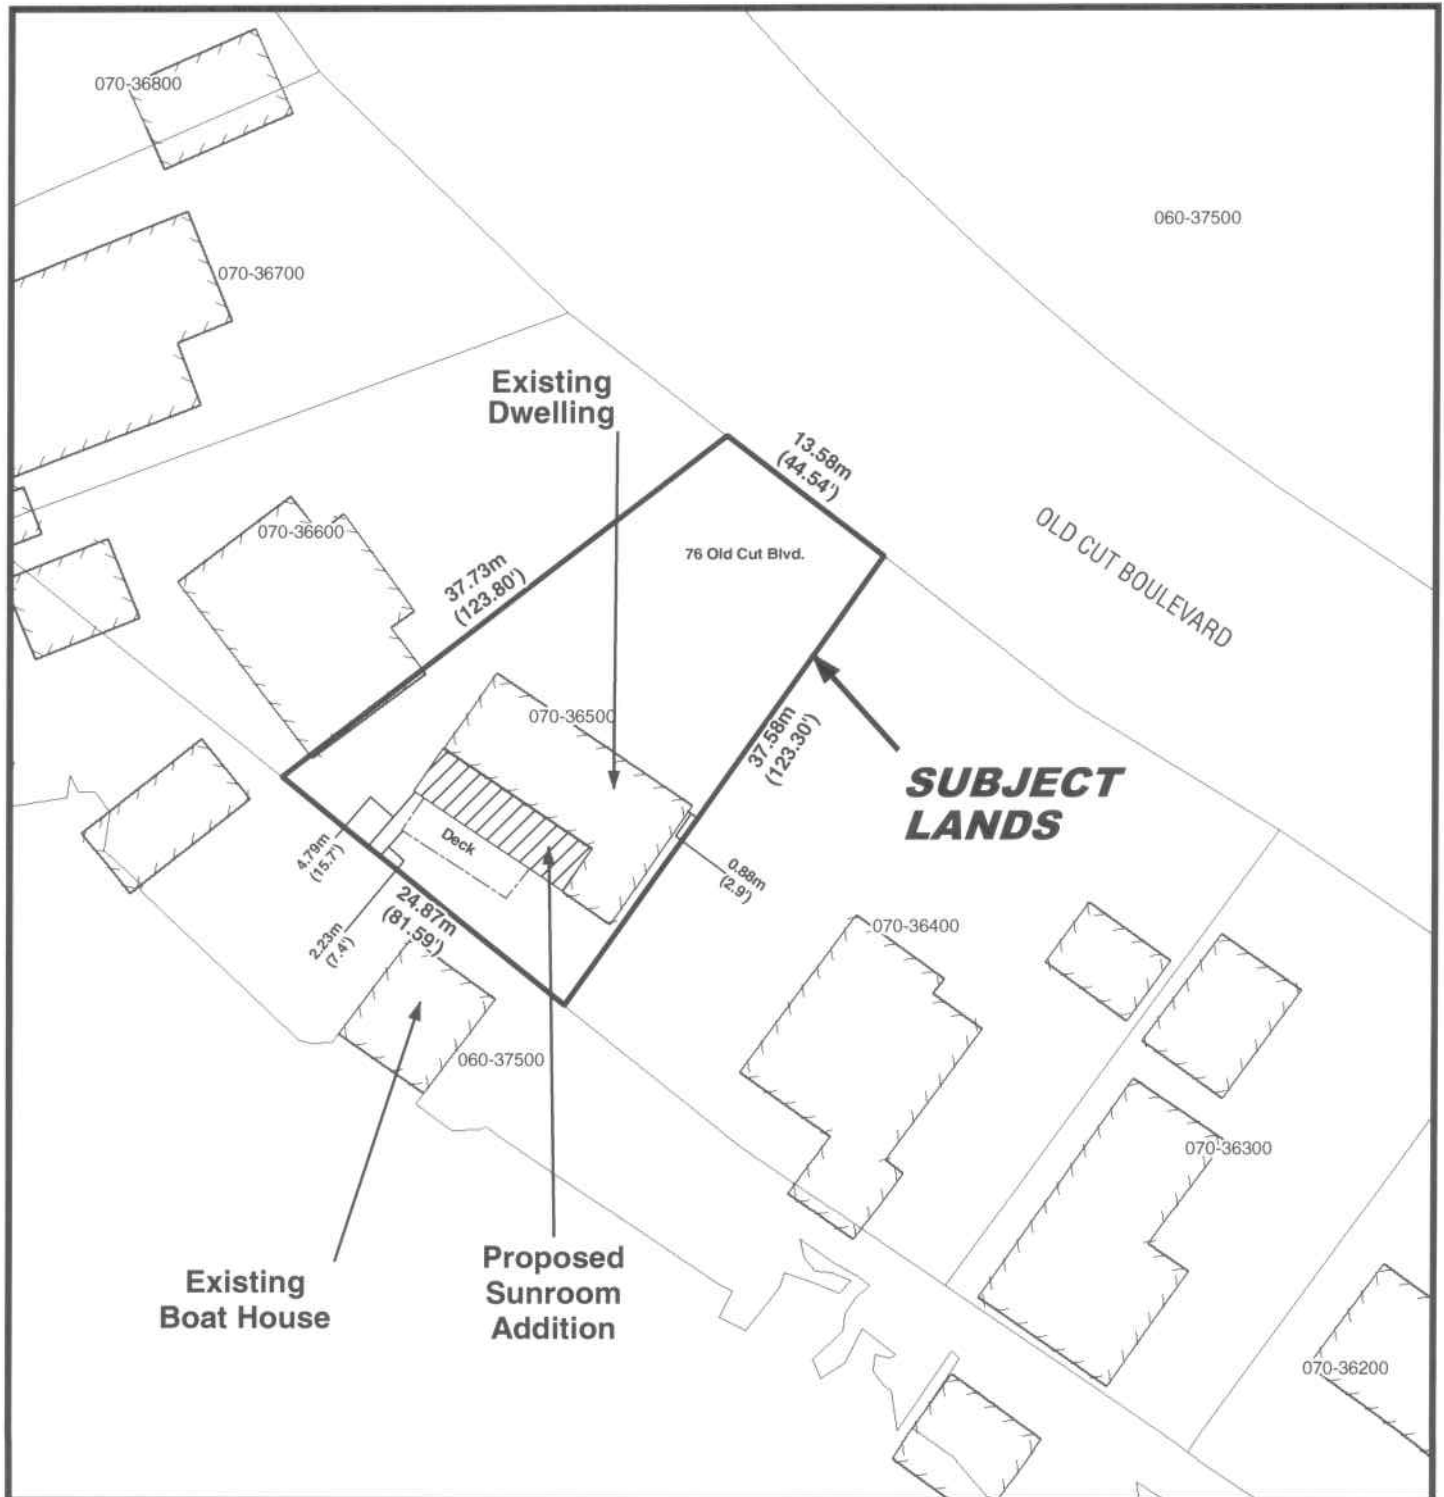 070-36800
060-37500
070-36700
Existing
Dwelling
13.58m
(44.54')
070-36600
76 Old Cut Blvd.
OLD CUT BOULEVARD
37.73m
(123.80')
070-36500
37.58m
(123.30')
SUBJECT
LANDS
Deck
4.79m
(15.7')
0.88m
(2.9')
24.87m
(81.59')
2.23m
(7.4')
070-36400
060-37500
070-36300
Existing
Boat House
Proposed
Sunroom
Addition
070-36200